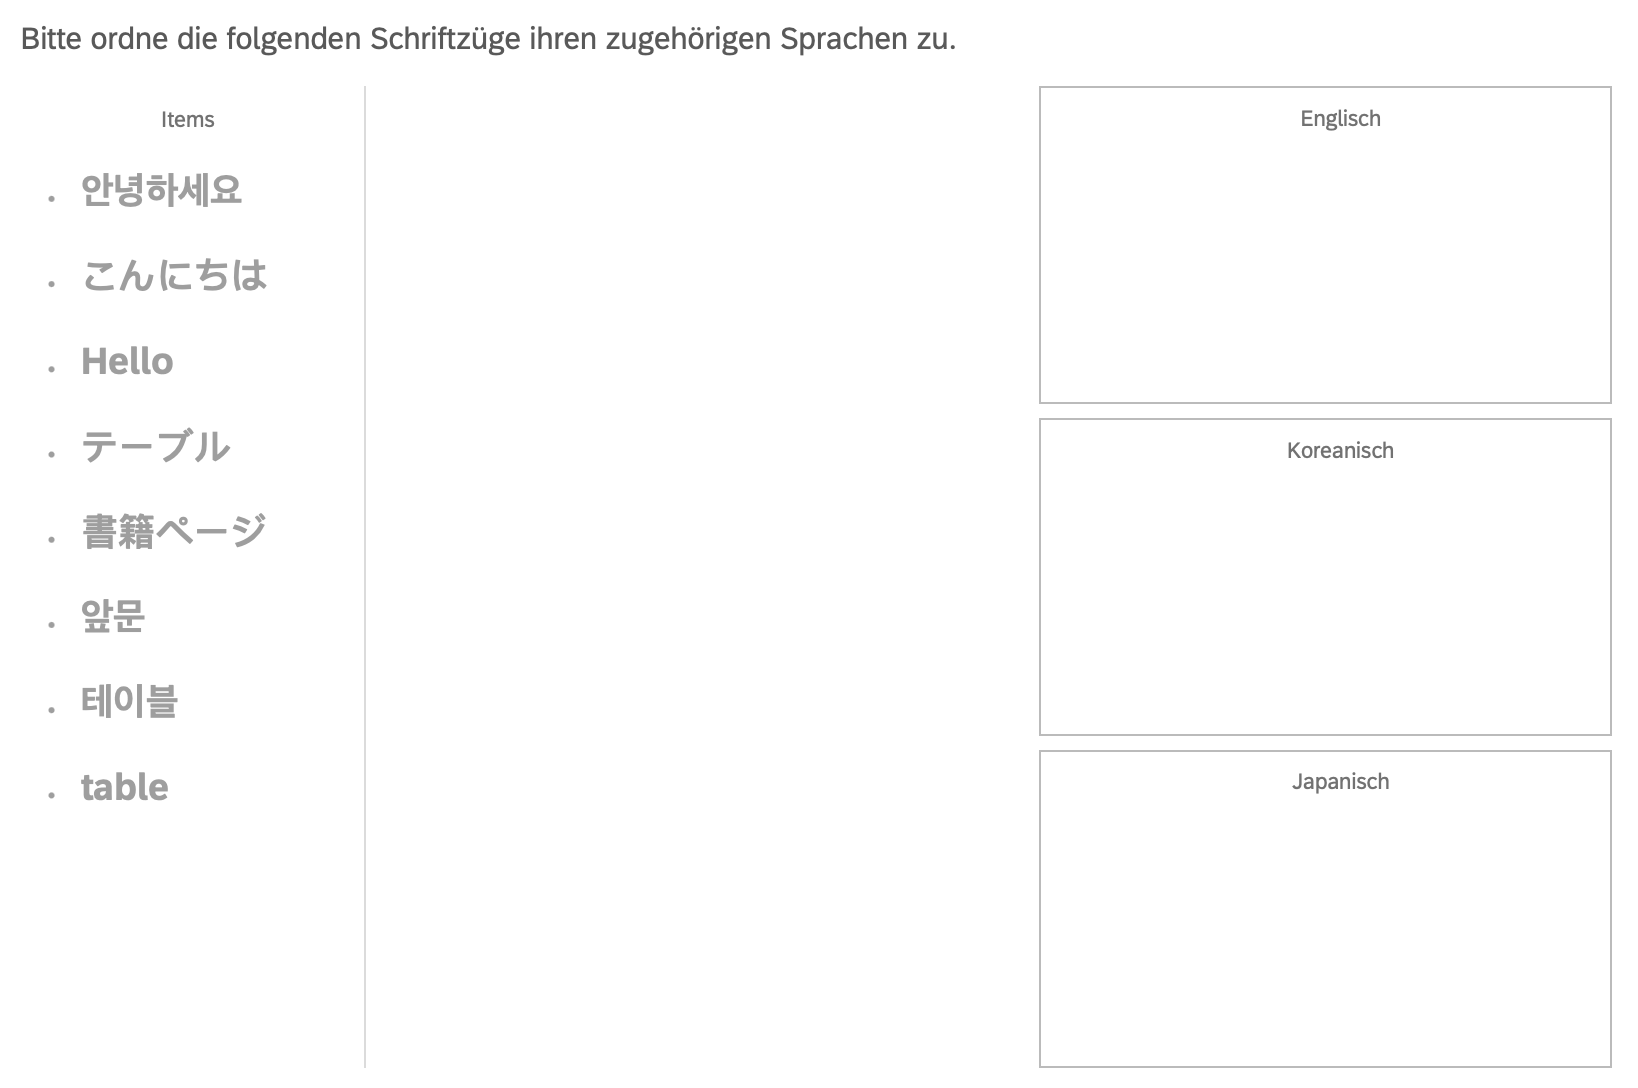 Bitte ordne die folgenden Schriftzüge ihren zugehörigen Sprachen zu.
Items
안녕하세요
こんにちは
Hello
テーブル
書籍ページ
앞문
테이블
table
Englisch
Koreanisch
Japanisch